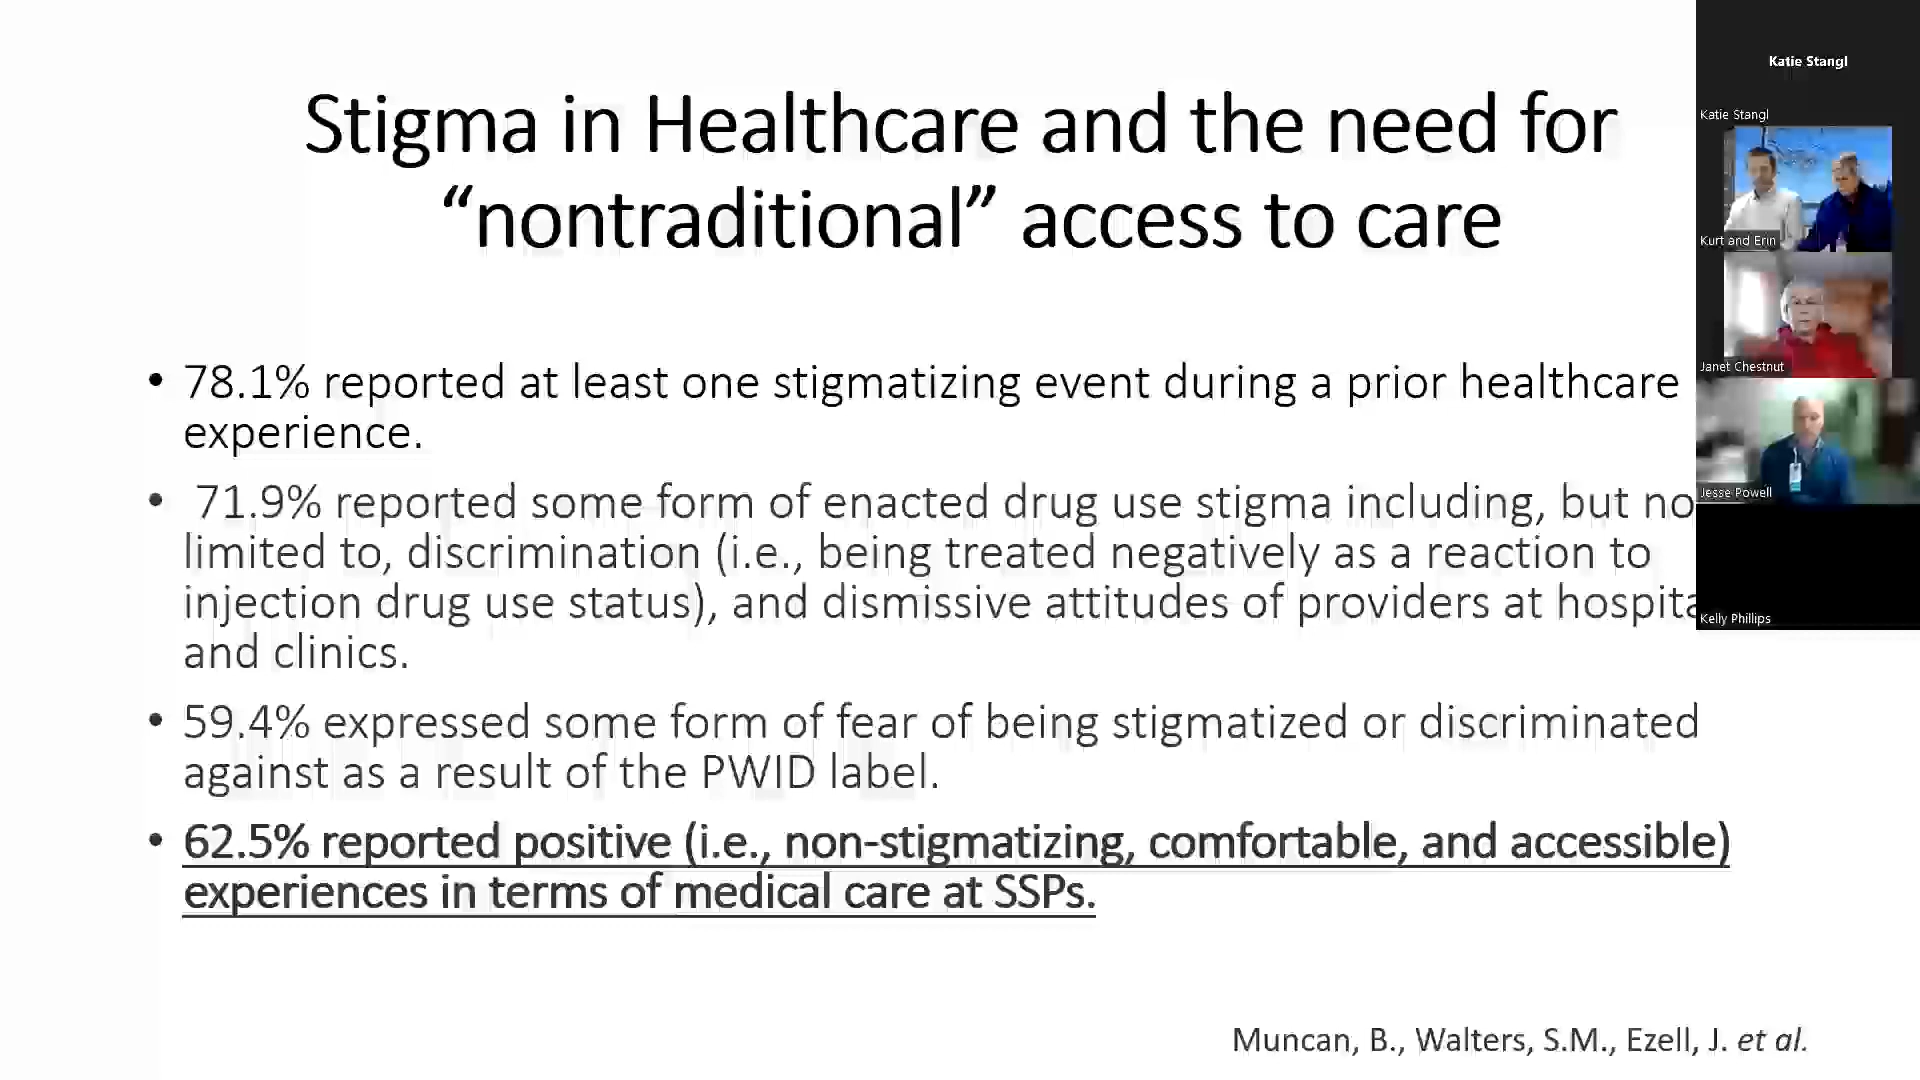 Stigma in Healthcare and the need for
“nontraditional” access to care
• 78.1% reported at least one stigmatizing event during a prior healthcare
experience.
• 71.9% reported some form of enacted drug use stigma including, but no
limited to, discrimination (i.e., being treated negatively as a reaction to
injection drug use status), and dismissive attitudes of providers at hospita
and clinics.
• 59.4% expressed some form of fear of being stigmatized or discriminated
against as a result of the PWID label.
• 62.5% reported positive (i.e., non-stigmatizing, comfortable, and accessible)
experiences in terms of medical care at SSPs.
Muncan, B., Walters, S.M., Ezell, J. et al.
Katie Stangl
Katie Stangl
Kurt and Erin
Janet Chestnut
Jesse Powell
Kelly Phillips